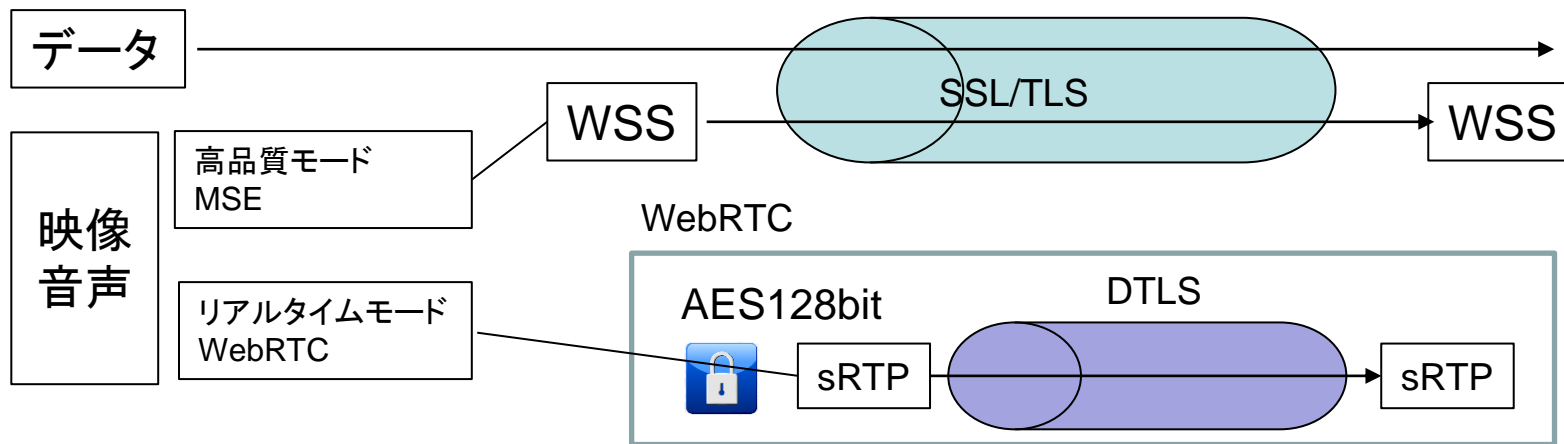 データ
SSL/TLS
WSS
WSS
高品質モード
MSE
映像
音声
WebRTC
リアルタイムモード
WebRTC
AES128bit
DTLS
sRTP
sRTP